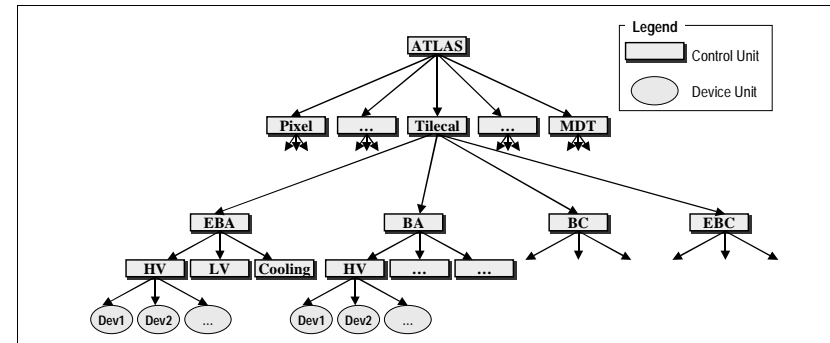 Legend
ATLAS
Control Unit
Device Unit
Pixel ... Tilecal ... MDT
EBA BA BC EBC
HV LV Cooling HV ... ...
Dev1 Dev2 ... Dev1 Dev2 ...